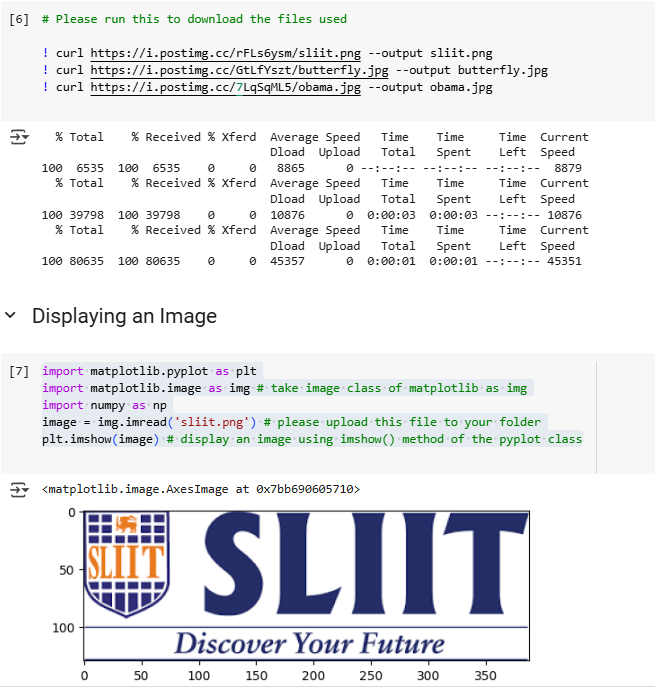 [6] # Please run this to download the files used
! curl https://i.postimg.cc/rFLs6ysm/sliit.png --output sliit.png
! curl https://i.postimg.cc/GtLfYszt/butterfly.jpg --output butterfly.jpg
! curl https://i.postimg.cc/7LqSqML5/obama.jpg --output obama.jpg
% Total % Received % Xferd Average Speed Time Time Time Current
Dload Upload Total Spent Left Speed
100 6535 100 6535 0 0 8865 0 --:--:-- --:--:-- --:--:-- 8879
% Total % Received % Xferd Average Speed Time Time Time Current
Dload Upload Total Spent Left Speed
100 39798 100 39798 0 0 10876 0 0:00:03 0:00:03 --:--:-- 10876
% Total % Received % Xferd Average Speed Time Time Time Current
Dload Upload Total Spent Left Speed
100 80635 100 80635 0 0 45357 0 0:00:01 0:00:01 --:--:-- 45351
Displaying an Image
[7] import matplotlib.pyplot as plt
import matplotlib.image as img # take image class of matplotlib as img
import numpy as np
image = img.imread('sliit.png') # please upload this file to your folder
plt.imshow(image) # display an image using imshow() method of the pyplot class
<matplotlib.image.AxesImage at 0x7bb690605710>
0
50
100
SLIIT
SLIIT
Discover Your Future
0 50 100 150 200 250 300 350